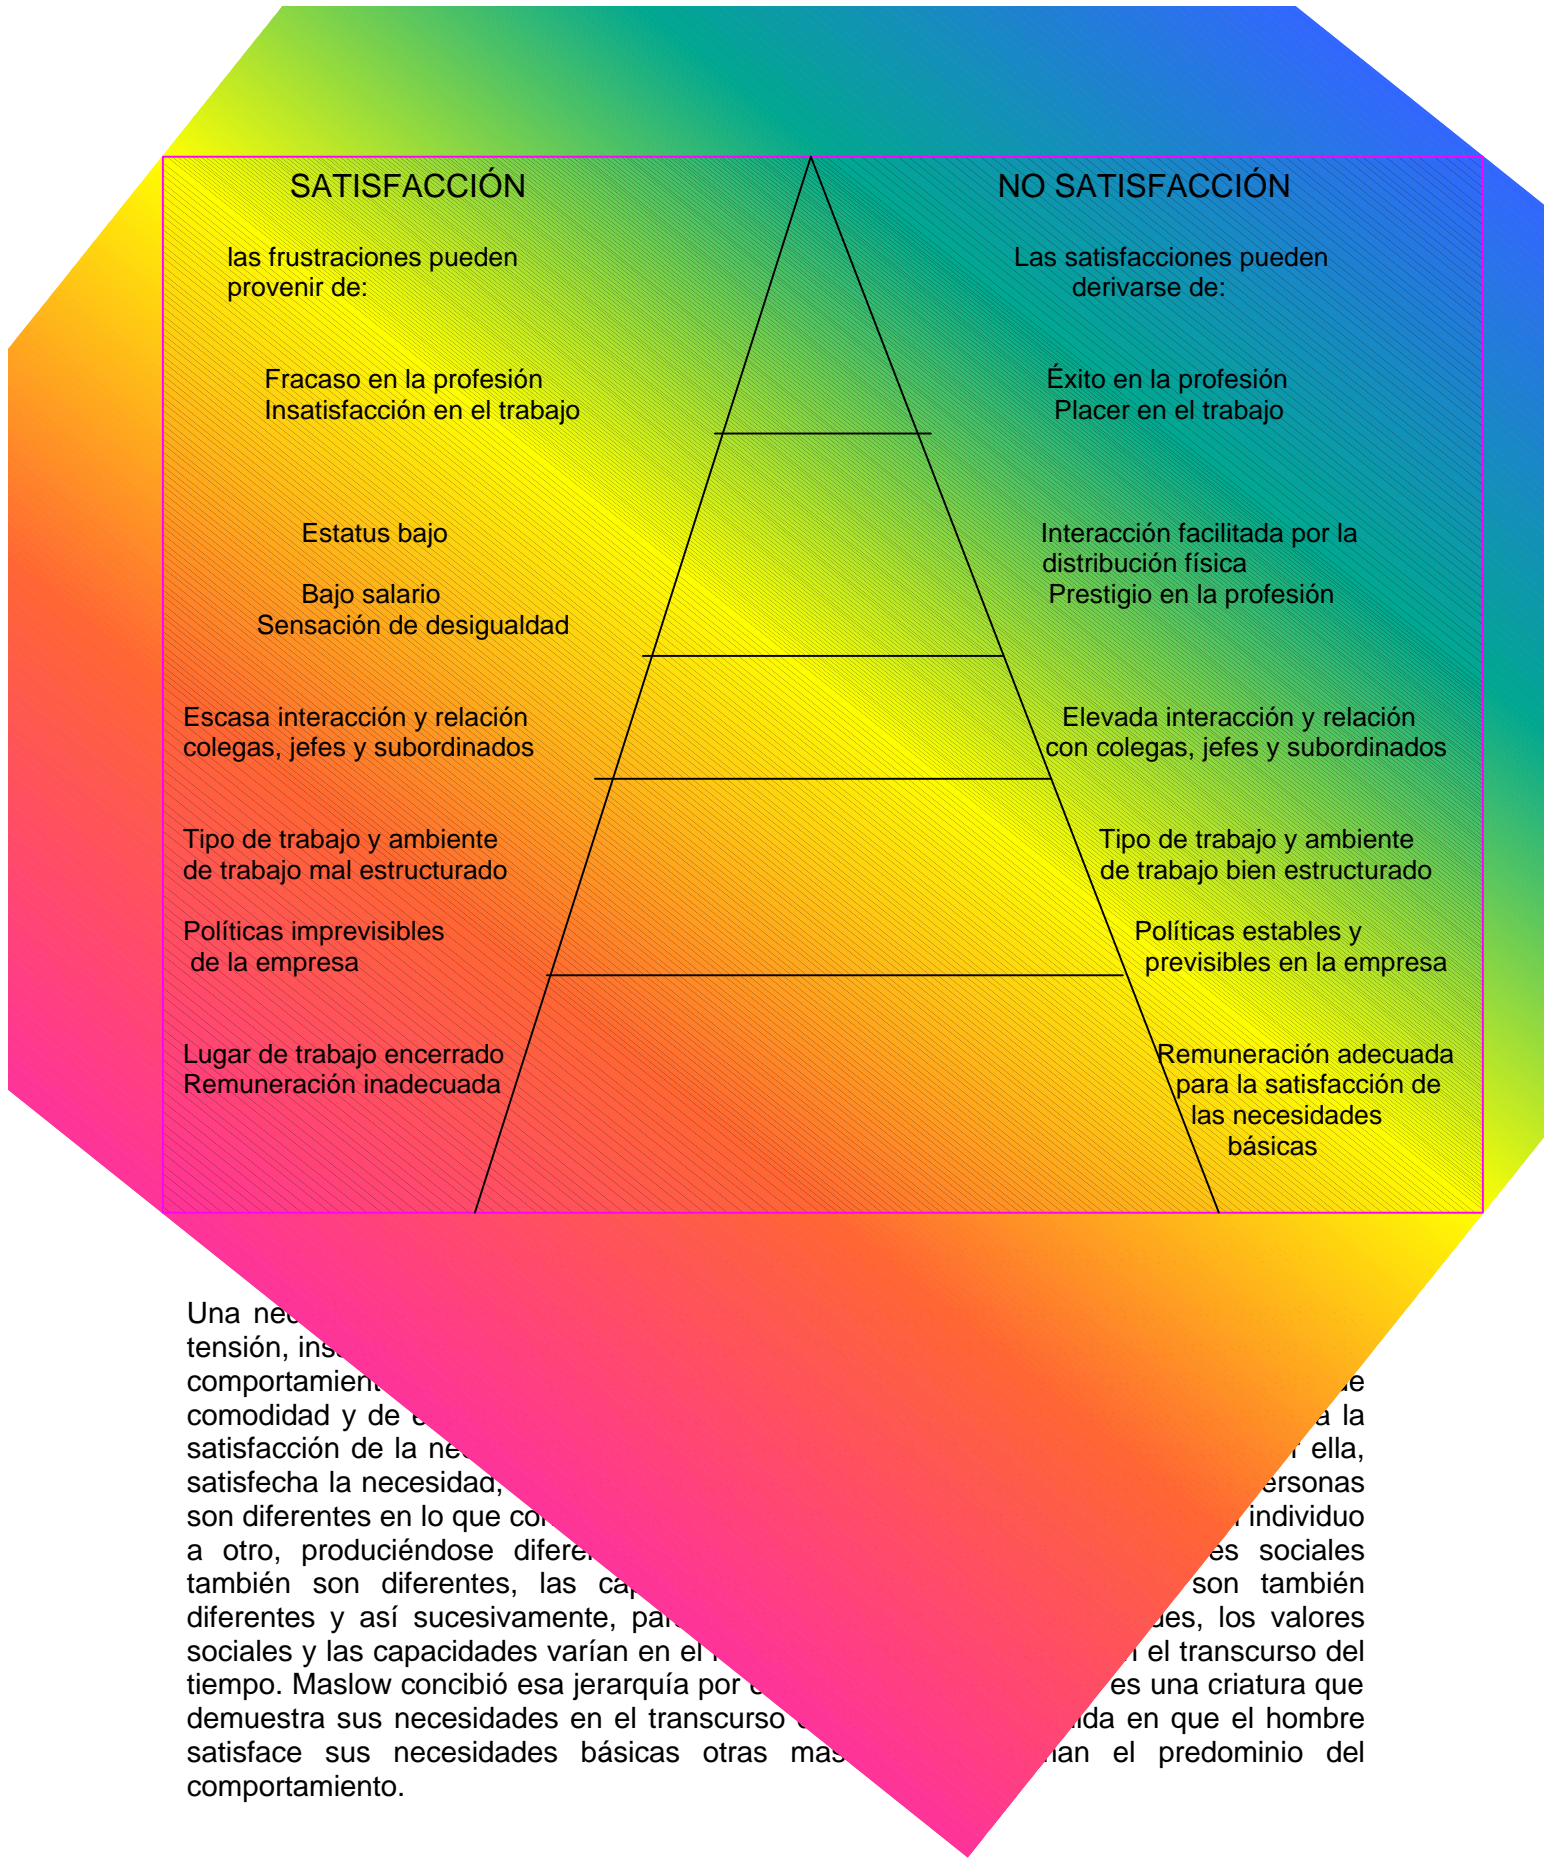 SATISFACCIÓN
las frustraciones pueden
provenir de:
Fracaso en la profesión
Insatisfacción en el trabajo
Estatus bajo
Bajo salario
Sensación de desigualdad
Escasa interacción y relación
colegas, jefes y subordinados
Tipo de trabajo y ambiente
de trabajo mal estructurado
Políticas imprevisibles
de la empresa
Lugar de trabajo encerrado
Remuneración inadecuada
NO SATISFACCIÓN
Las satisfacciones pueden
derivarse de:
Éxito en la profesión
Placer en el trabajo
Interacción facilitada por la
distribución física
Prestigio en la profesión
Elevada interacción y relación
con colegas, jefes y subordinados
Tipo de trabajo y ambiente
de trabajo bien estructurado
Políticas estables y
previsibles en la empresa
Remuneración adecuada
para la satisfacción de
las necesidades
básicas
Una
tensión,
comodidad y de a la
satisfacción de la ella,
satisfecha la necesidad,
son diferentes en lo que individuo
a otro, produciéndose sociales
también son diferentes, las son también
diferentes y así sucesivamente, los valores
sociales y las capacidades varían en el el transcurso del
tiempo. Maslow concibió esa jerarquía por es una criatura que
demuestra sus necesidades en el transcurso en que el hombre
satisface sus necesidades básicas otras el predominio del
comportamiento.